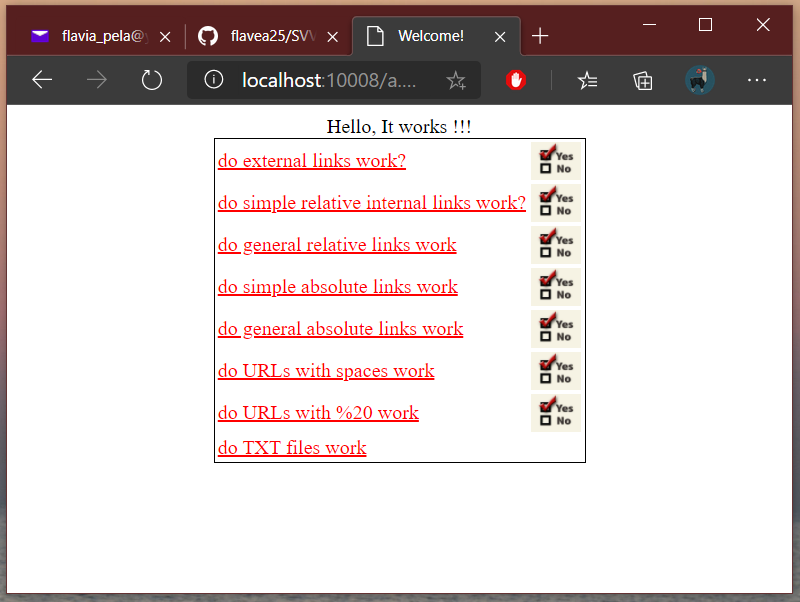 flavia_pela@
flavea25/SVV
Welcome!
localhost:10008/a....
Hello, It works !!!
do external links work?
Yes
No
do simple relative internal links work?
Yes
No
do general relative links work
Yes
No
do simple absolute links work
Yes
No
do general absolute links work
Yes
No
do URLs with spaces work
Yes
No
do URLs with %20 work
Yes
No
do TXT files work